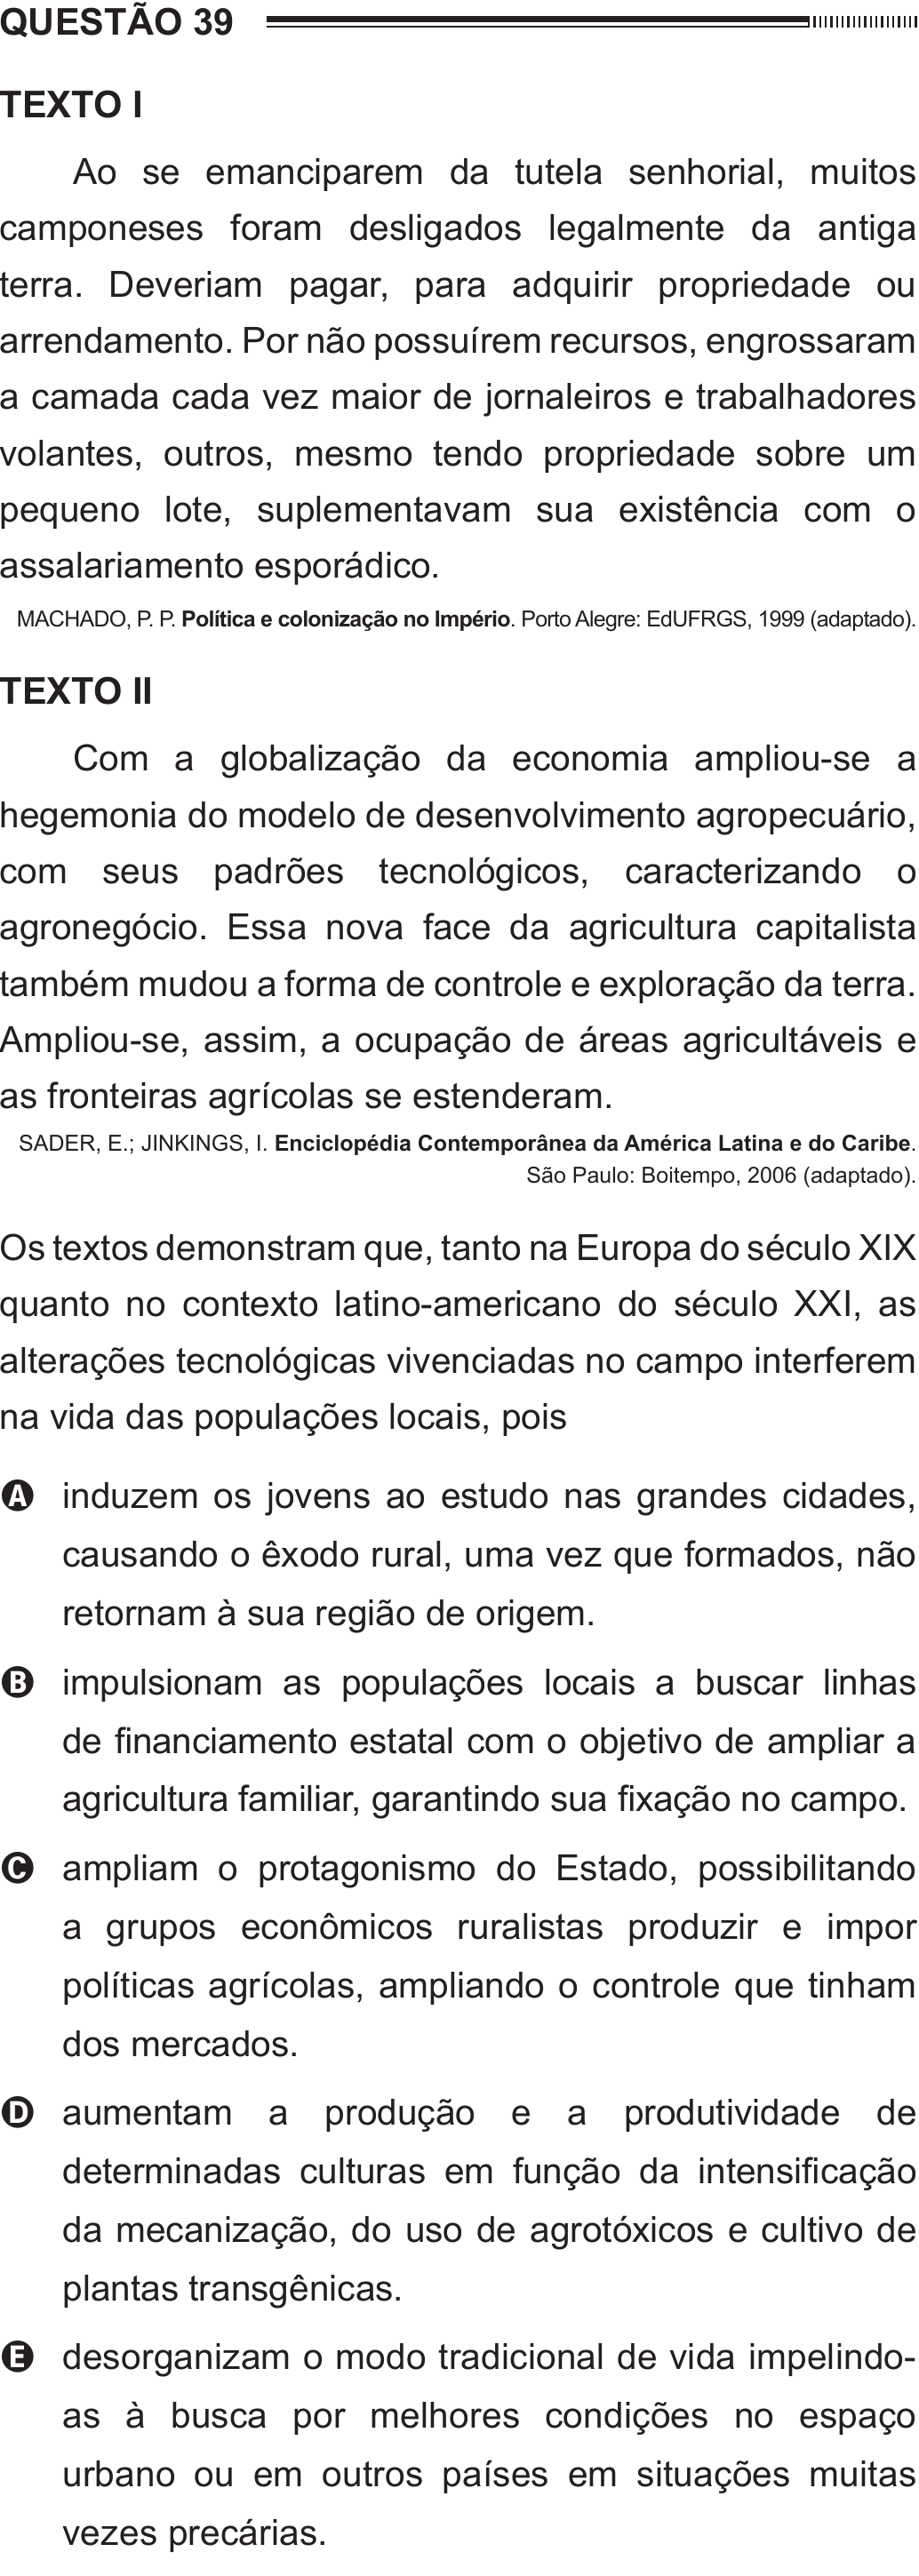 QUESTÃO 39
TEXTO I
Ao se emanciparem da tutela senhorial, muitos
camponeses foram desligados legalmente da antiga
terra. Deveriam pagar, para adquirir propriedade ou
arrendamento. Por não possuírem recursos, engrossaram
a camada cada vez maior de jornaleiros e trabalhadores
volantes, outros, mesmo tendo propriedade sobre um
pequeno lote, suplementavam sua existência com o
assalariamento esporádico.
MACHADO, P. P. Política e colonização no Império. Porto Alegre: EdUFRGS, 1999 (adaptado).
TEXTO II
Com a globalização da economia ampliou-se a
hegemonia do modelo de desenvolvimento agropecuário,
com seus padrões tecnológicos, caracterizando o
agronegócio. Essa nova face da agricultura capitalista
também mudou a forma de controle e exploração da terra.
Ampliou-se, assim, a ocupação de áreas agricultáveis e
as fronteiras agrícolas se estenderam.
SADER, E.; JINKINGS, I. Enciclopédia Contemporânea da América Latina e do Caribe.
São Paulo: Boitempo, 2006 (adaptado).
Os textos demonstram que, tanto na Europa do século XIX
quanto no contexto latino-americano do século XXI, as
alterações tecnológicas vivenciadas no campo interferem
na vida das populações locais, pois
A induzem os jovens ao estudo nas grandes cidades,
causando o êxodo rural, uma vez que formados, não
retornam à sua região de origem.
B impulsionam as populações locais a buscar linhas
de financiamento estatal com o objetivo de ampliar a
agricultura familiar, garantindo sua fixação no campo.
C ampliam o protagonismo do Estado, possibilitando
a grupos econômicos ruralistas produzir e impor
políticas agrícolas, ampliando o controle que tinham
dos mercados.
D aumentam a produção e a produtividade de
determinadas culturas em função da intensificação
da mecanização, do uso de agrotóxicos e cultivo de
plantas transgênicas.
E desorganizam o modo tradicional de vida impelindo-
as à busca por melhores condições no espaço
urbano ou em outros países em situações muitas
vezes precárias.